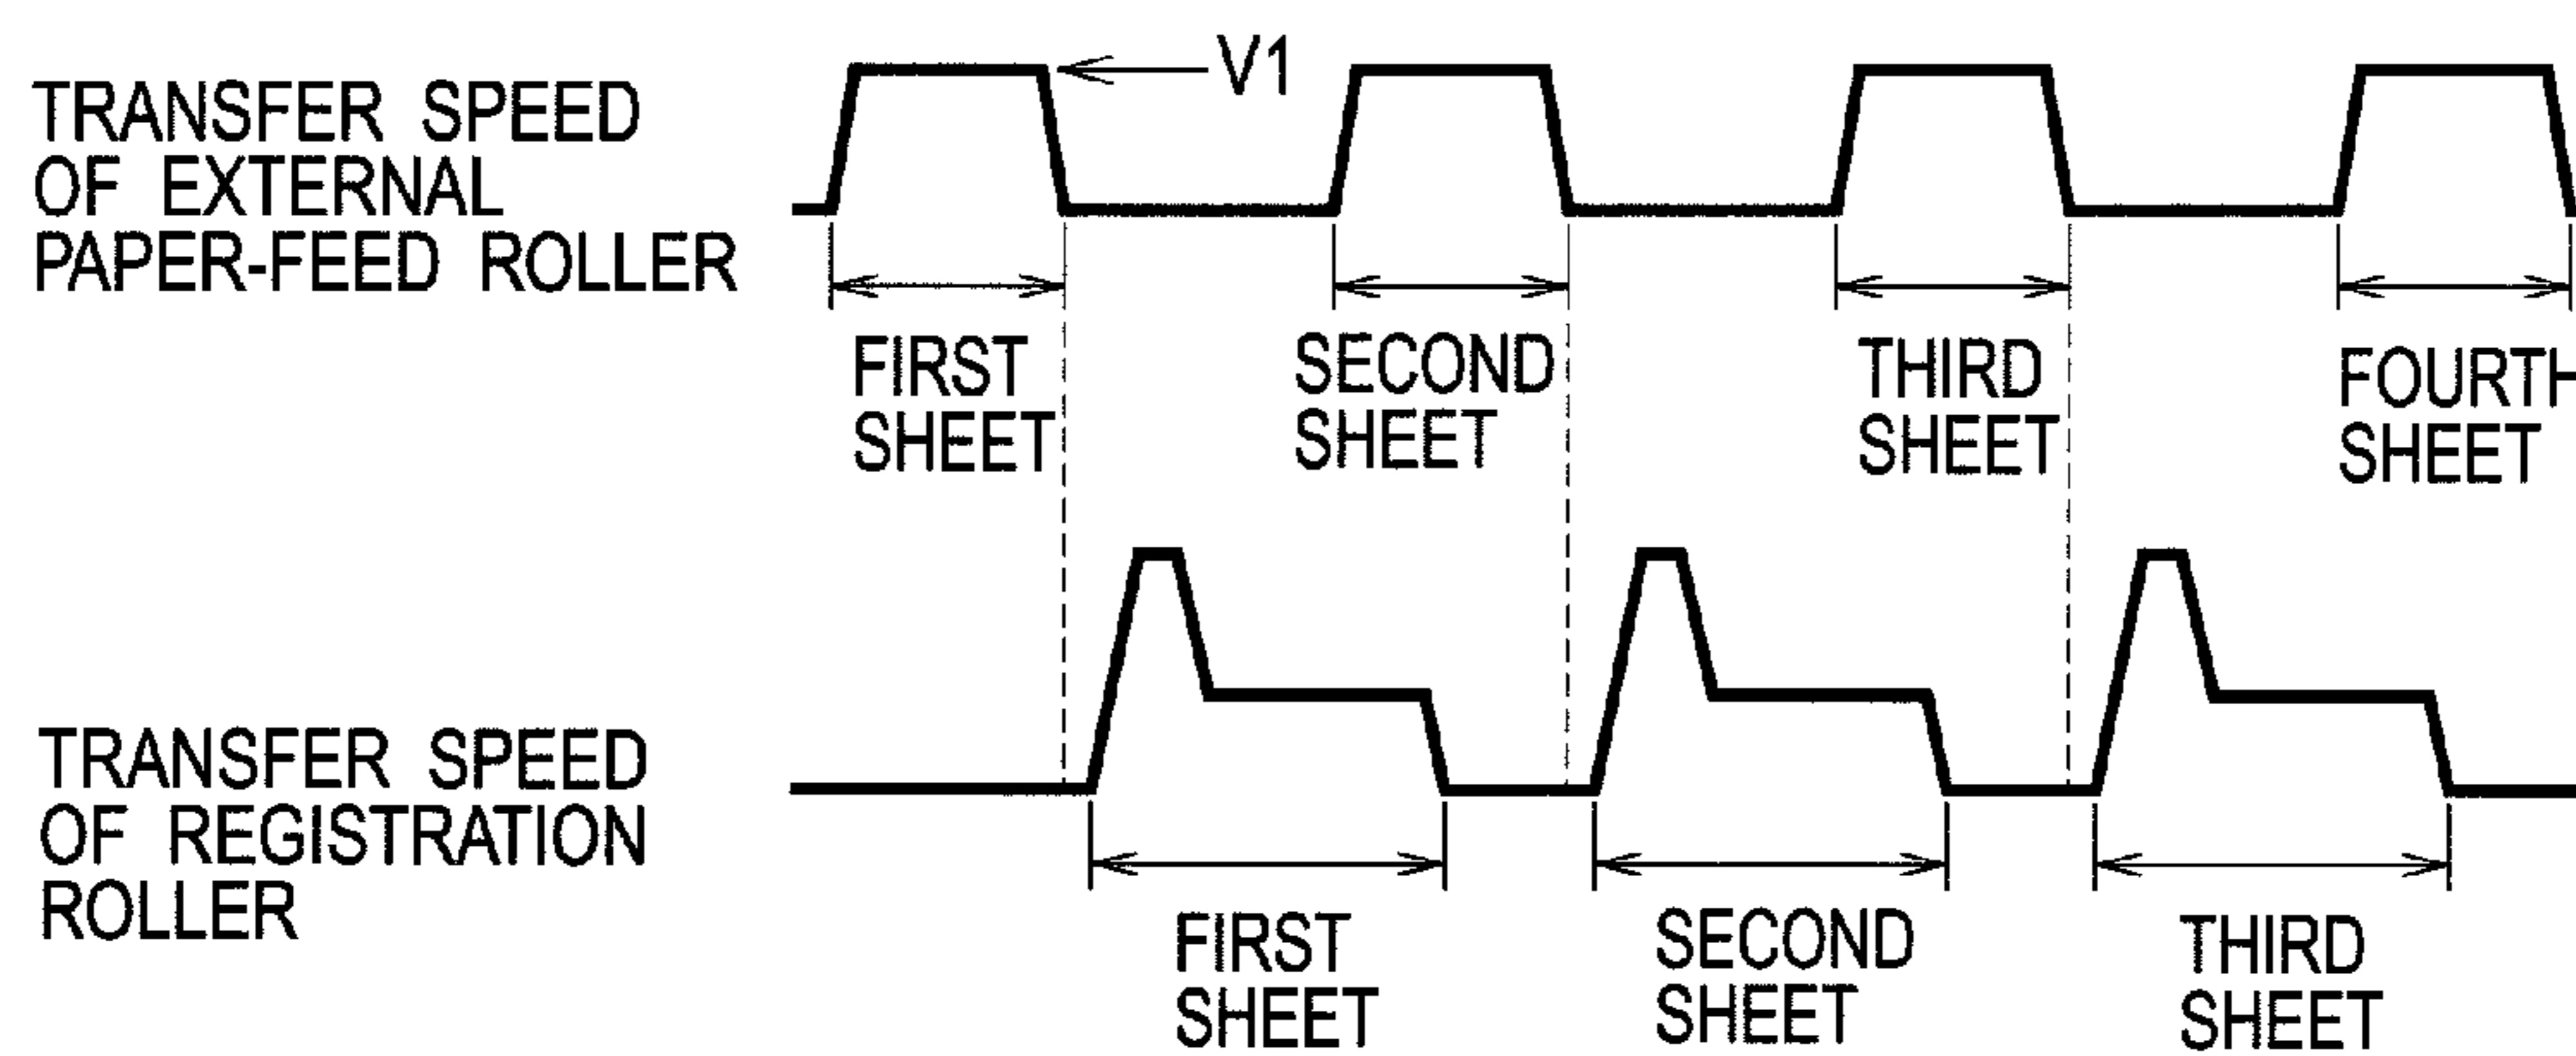 V1
TRANSFER SPEED
OF EXTERNAL
PAPER-FEED ROLLER
FIRST
SHEET
SECOND
SHEET
THIRD
SHEET
FOURTH
SHEET
TRANSFER SPEED
OF REGISTRATION
ROLLER
FIRST
SHEET
SECOND
SHEET
THIRD
SHEET